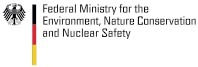 Federal Ministry for the
Environment, Nature Conservation
and Nuclear Safety